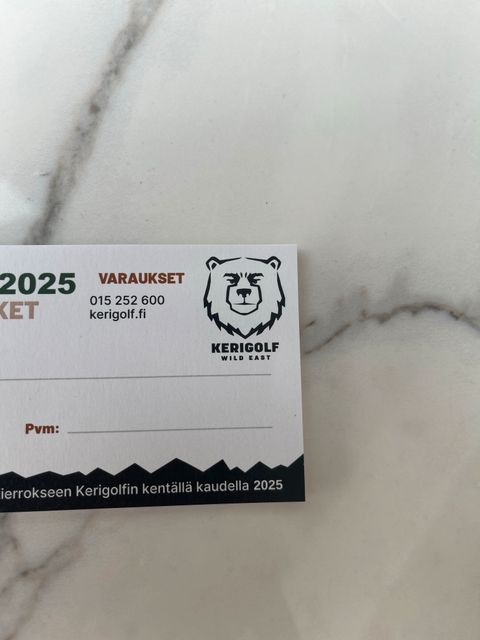 2025
VARAUKSET
KET
015 252 600
kerigolf.fi
KERIGOLF
WILD EAST
Pvm:
ierrokseen Kerigolfin kentällä kaudella 2025